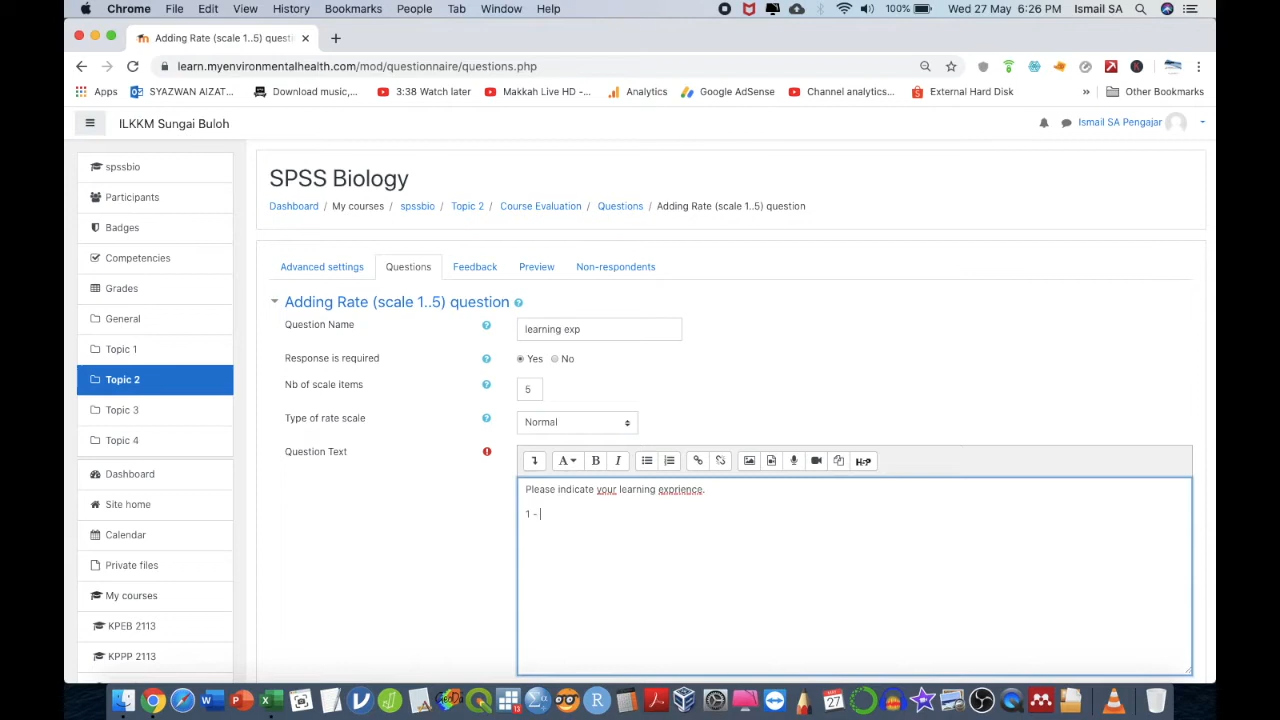 Chrome File Edit View History Bookmarks People Tab Window Help 100% Wed 27 May 6:26 PM Ismail SA
Adding Rate (scale 1..5) questi
learn.myenvironmentalhealth.com/mod/questionnaire/questions.php
Apps SYAZWAN AIZAT... Download music,... 3:38 Watch later Makkah Live HD -... Analytics Google AdSense Channel analytics... External Hard Disk » Other Bookmarks
ILKKM Sungai Buloh Ismail SA Pengajar
spssbio
Participants
Badges
Competencies
Grades
General
Topic 1
Topic 2
Topic 3
Topic 4
Dashboard
Site home
Calendar
Private files
My courses
KPEB 2113
KPPP 2113
SPSS Biology
Dashboard / My courses / spssbio / Topic 2 / Course Evaluation / Questions / Adding Rate (scale 1..5) question
Advanced settings Questions Feedback Preview Non-respondents
Adding Rate (scale 1..5) question
Question Name learning exp
Response is required Yes No
Nb of scale items 5
Type of rate scale Normal
Question Text
A B I H-P
Please indicate your learning exprience.
1 -